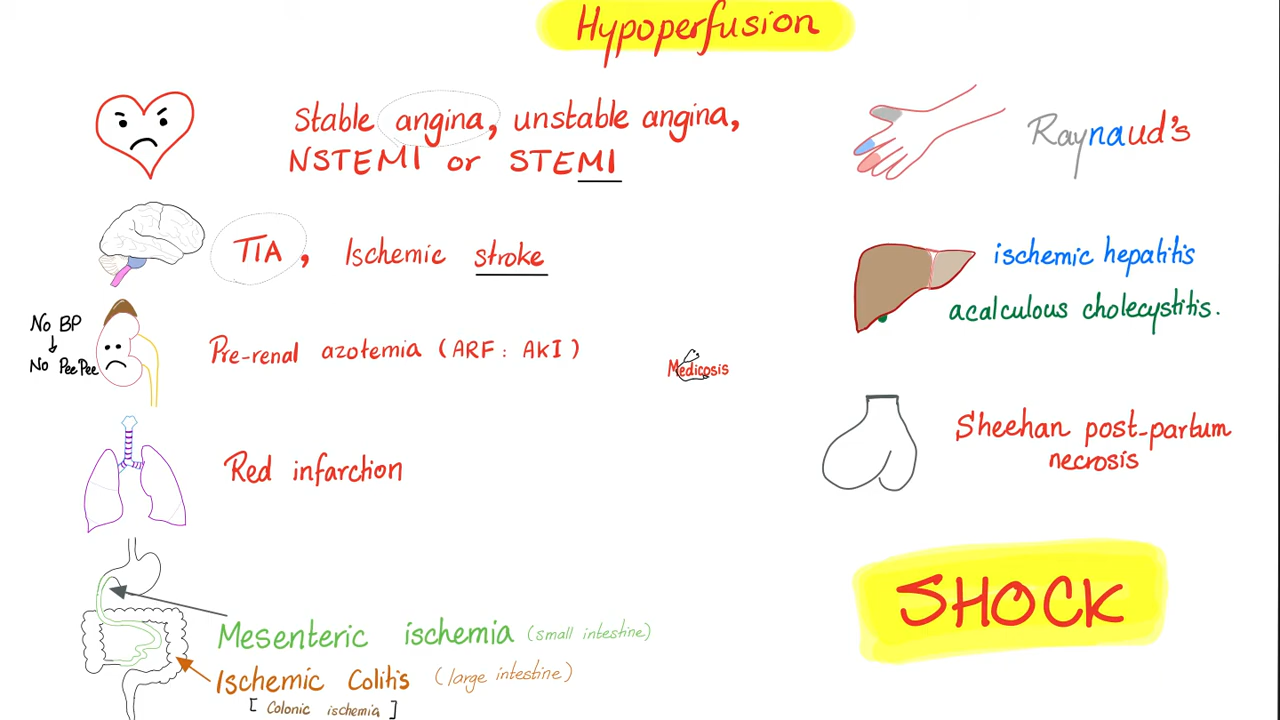 Hypoperfusion
Stable angina, unstable angina,
NSTEMI or STEMI
TIA, Ischemic stroke
No BP
No PeePee
Pre-renal azotemia (ARF: AKI)
Red infarction
Mesenteric ischemia (small intestine)
Ischemic Colitis (large intestine)
[Colonic ischemia]
Medicosis
Raynaud's
ischemic hepatitis
acalculous cholecystitis.
Sheehan post-partum
necrosis
SHOCK